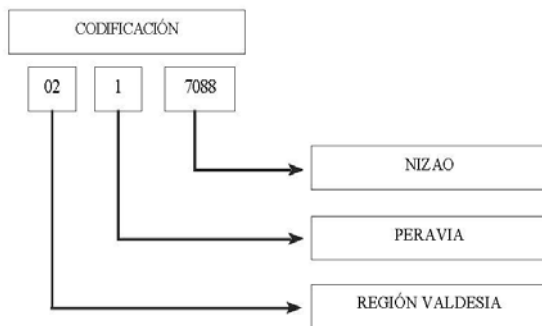 CODIFICACIÓN
02 1 7088
NIZAO
PERAVIA
REGIÓN VALDESIA